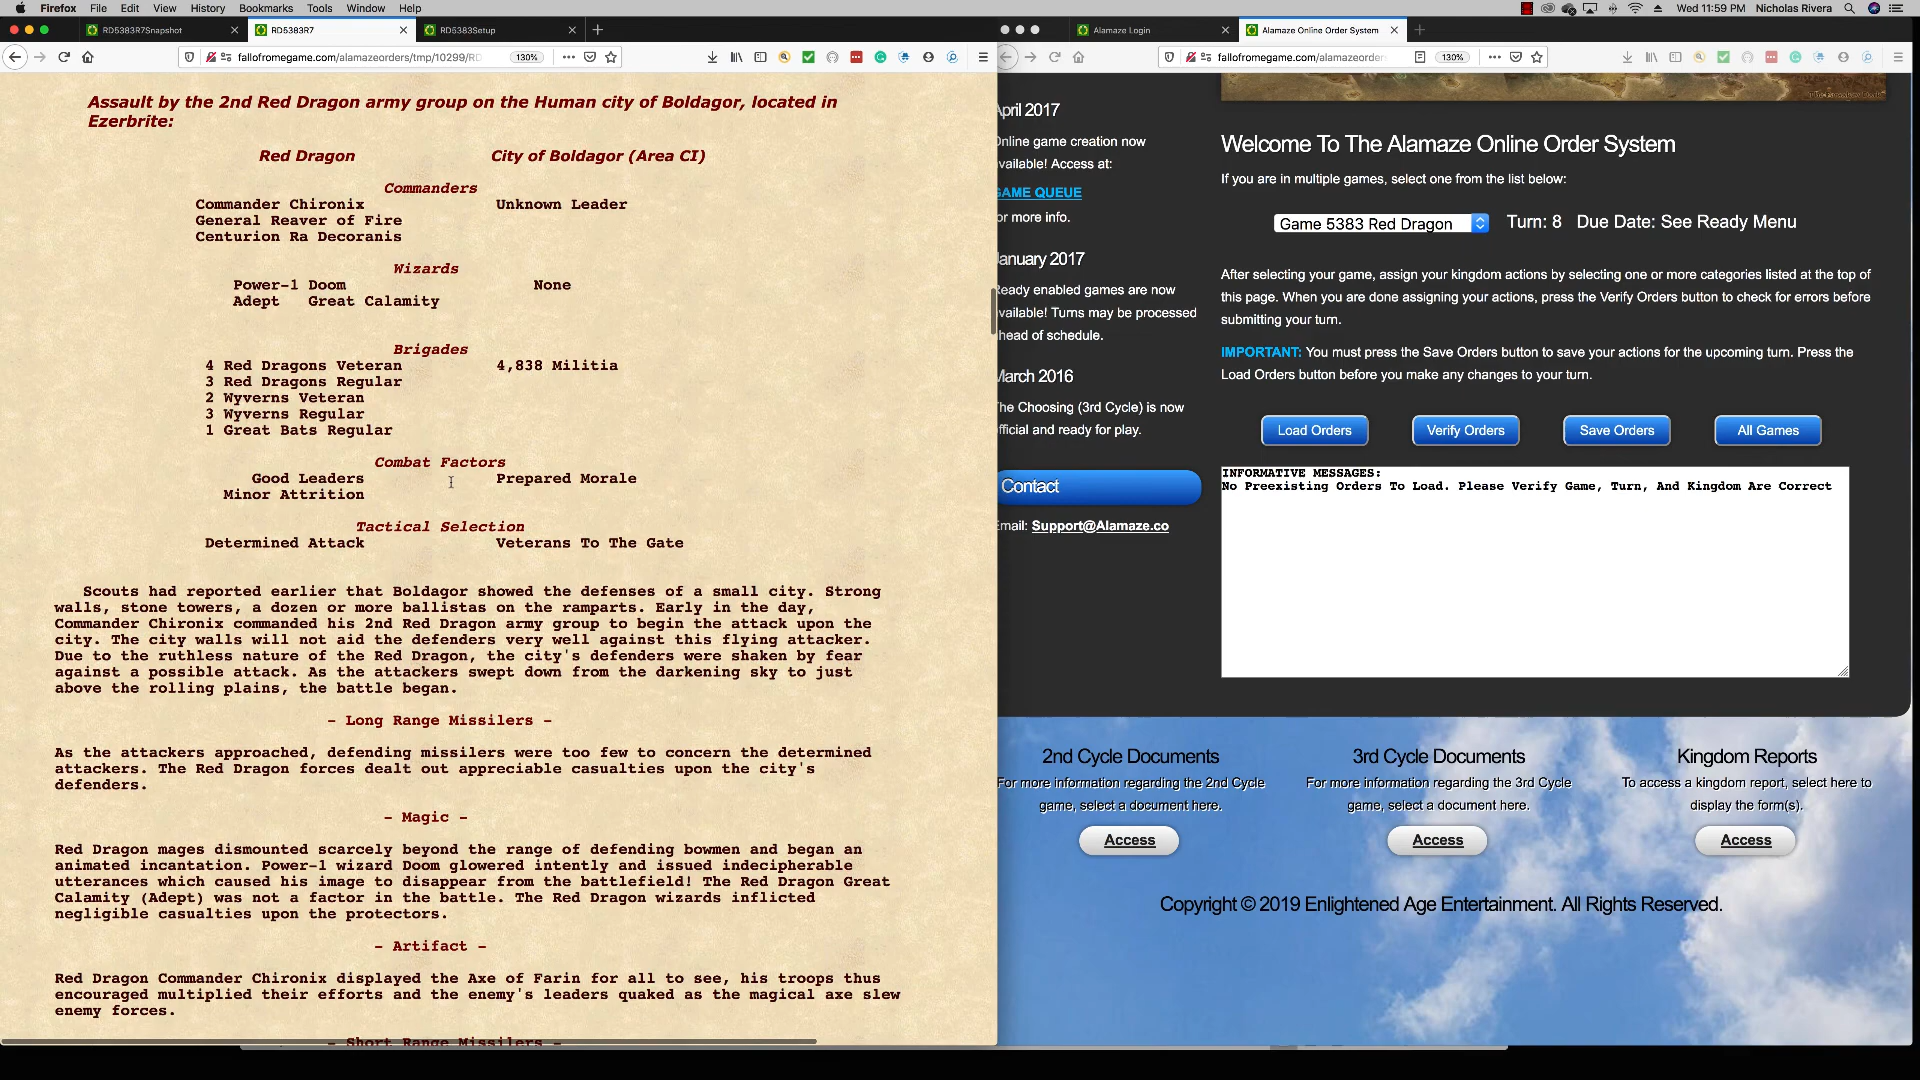 Firefox File Edit View History Bookmarks Tools Window Help
Wed 11:59 PM Nicholas Rivera
RD5383R7Snapshot
RD5383R7
RD5383Setup
fallofromegame.com/alamazeorders/tmp/10299/RD
130%
Assault by the 2nd Red Dragon army group on the Human city of Boldagor, located in
Ezerbrite:
Red Dragon City of Boldagor (Area CI)
Commanders
Commander Chironix Unknown Leader
General Reaver of Fire
Centurion Ra Decoranis
Wizards
Power-1 Doom None
Adept Great Calamity
Brigades
4 Red Dragons Veteran 4,838 Militia
3 Red Dragons Regular
2 Wyverns Veteran
3 Wyverns Regular
1 Great Bats Regular
Combat Factors
Good Leaders Prepared Morale
Minor Attrition
Tactical Selection
Determined Attack Veterans To The Gate
Scouts had reported earlier that Boldagor showed the defenses of a small city. Strong
walls, stone towers, a dozen or more ballistas on the ramparts. Early in the day,
Commander Chironix commanded his 2nd Red Dragon army group to begin the attack upon the
city. The city walls will not aid the defenders very well against this flying attacker.
Due to the ruthless nature of the Red Dragon, the city's defenders were shaken by fear
against a possible attack. As the attackers swept down from the darkening sky to just
above the rolling plains, the battle began.
- Long Range Missilers -
As the attackers approached, defending missilers were too few to concern the determined
attackers. The Red Dragon forces dealt out appreciable casualties upon the city's
defenders.
- Magic -
Red Dragon mages dismounted scarcely beyond the range of defending bowmen and began an
animated incantation. Power-1 wizard Doom glowered intently and issued indecipherable
utterances which caused his image to disappear from the battlefield! The Red Dragon Great
Calamity (Adept) was not a factor in the battle. The Red Dragon wizards inflicted
negligible casualties upon the protectors.
- Artifact -
Red Dragon Commander Chironix displayed the Axe of Farin for all to see, his troops thus
encouraged multiplied their efforts and the enemy's leaders quaked as the magical axe slew
enemy forces.
- Short Range Missilers -
Alamaze Login
Alamaze Online Order System
fallofromegame.com/alamazeorders
130%
April 2017
Online game creation now
available! Access at:
GAME QUEUE
for more info.
January 2017
Ready enabled games are now
available! Turns may be processed
ahead of schedule.
March 2016
The Choosing (3rd Cycle) is now
official and ready for play.
Contact
Email: Support@Alamaze.co
Welcome To The Alamaze Online Order System
If you are in multiple games, select one from the list below:
Game 5383 Red Dragon Turn: 8 Due Date: See Ready Menu
After selecting your game, assign your kingdom actions by selecting one or more categories listed at the top of
this page. When you are done assigning your actions, press the Verify Orders button to check for errors before
submitting your turn.
IMPORTANT: You must press the Save Orders button to save your actions for the upcoming turn. Press the
Load Orders button before you make any changes to your turn.
Load Orders Verify Orders Save Orders All Games
INFORMATIVE MESSAGES:
No Preexisting Orders To Load. Please Verify Game, Turn, And Kingdom Are Correct
2nd Cycle Documents
For more information regarding the 2nd Cycle
game, select a document here.
Access
3rd Cycle Documents
For more information regarding the 3rd Cycle
game, select a document here.
Access
Kingdom Reports
To access a kingdom report, select here to
display the form(s).
Access
Copyright © 2019 Enlightened Age Entertainment. All Rights Reserved.